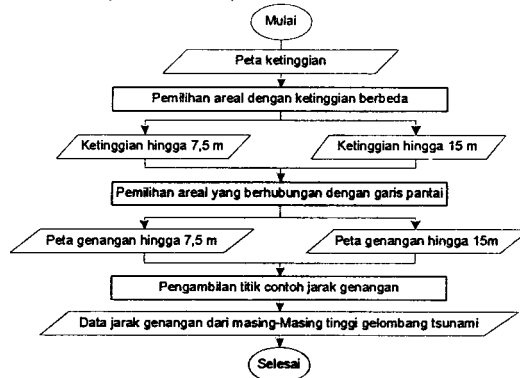 Mulai
Peta ketinggian
Pemilihan areal dengan ketinggian berbeda
Ketinggian hingga 7,5 m
Ketinggian hingga 15 m
Pemilihan areal yang berhubungan dengan garis pantai
Peta genangan hingga 7,5 m
Peta genangan hingga 15m
Pengambilan titik contoh jarak genangan
Data jarak genangan dari masing-Masing tinggi gelombang tsunami
Selesai